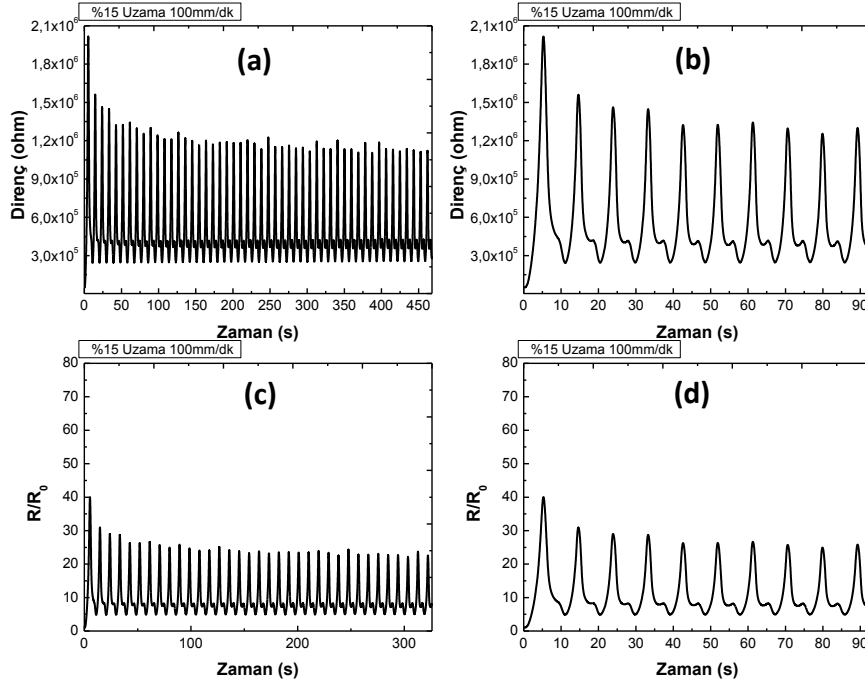 %15 Uzama 100mm/dk
(a)
2,1x10⁶
1,8x10⁶
1,5x10⁶
1,2x10⁶
9,0x10⁵
6,0x10⁵
3,0x10⁵
Direnç (ohm)
0 50 100 150 200 250 300 350 400 450
Zaman (s)
%15 Uzama 100mm/dk
(b)
2,1x10⁶
1,8x10⁶
1,5x10⁶
1,2x10⁶
9,0x10⁵
6,0x10⁵
3,0x10⁵
Direnç (ohm)
0 10 20 30 40 50 60 70 80 90
Zaman (s)
%15 Uzama 100mm/dk
(c)
80
70
60
50
40
30
20
10
0
R/R₀
0 100 200 300
Zaman (s)
%15 Uzama 100mm/dk
(d)
80
70
60
50
40
30
20
10
0
R/R₀
0 10 20 30 40 50 60 70 80 90
Zaman (s)